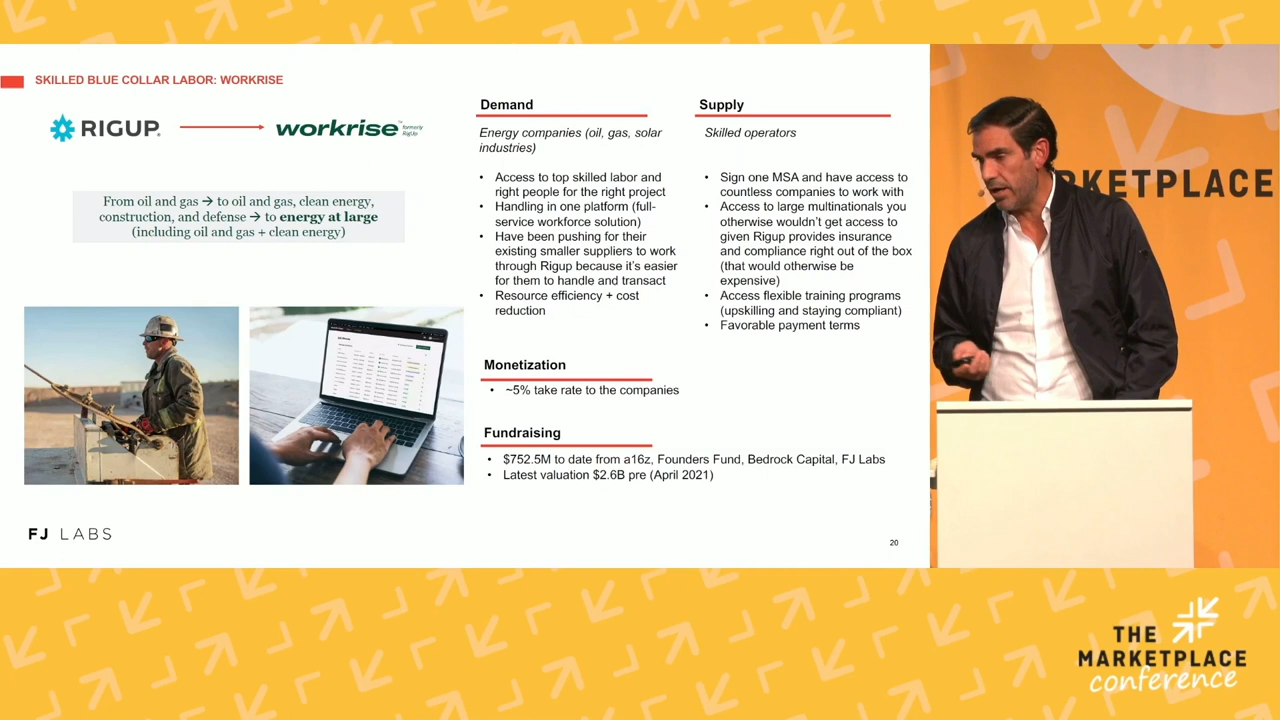 SKILLED BLUE COLLAR LABOR: WORKRISE
RIGUP.
workrise™ formerly RigUp
From oil and gas → to oil and gas, clean energy,
construction, and defense → to energy at large
(including oil and gas + clean energy)
Demand
Energy companies (oil, gas, solar
industries)
• Access to top skilled labor and
right people for the right project
• Handling in one platform (full-
service workforce solution)
• Have been pushing for their
existing smaller suppliers to work
through Rigup because it's easier
for them to handle and transact
• Resource efficiency + cost
reduction
Supply
Skilled operators
• Sign one MSA and have access to
countless companies to work with
• Access to large multinationals you
otherwise wouldn't get access to
given Rigup provides insurance
and compliance right out of the box
(that would otherwise be
expensive)
• Access flexible training programs
(upskilling and staying compliant)
• Favorable payment terms
Monetization
• ~5% take rate to the companies
Fundraising
• $752.5M to date from a16z, Founders Fund, Bedrock Capital, FJ Labs
• Latest valuation $2.6B pre (April 2021)
FJ LABS
20
RKETPLACE
THE
MARKETPLACE
conference